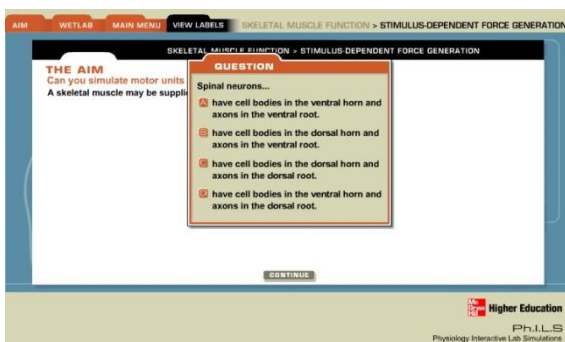 AIM WETLAB MAIN MENU VIEW LABELS SKELETAL MUSCLE FUNCTION > STIMULUS-DEPENDENT FORCE GENERATION
SKELETAL MUSCLE FUNCTION > STIMULUS-DEPENDENT FORCE GENERATION
THE AIM
Can you simulate motor units
A skeletal muscle may be suppli
QUESTION
Spinal neurons...
A have cell bodies in the ventral horn and
axons in the ventral root.
have cell bodies in the dorsal horn and
axons in the ventral root.
have cell bodies in the dorsal horn and
axons in the dorsal root.
have cell bodies in the ventral horn and
axons in the dorsal root.
CONTINUE
Mc
Graw
Hill
Higher Education
Ph.I.L.S
Physiology Interactive Lab Simulations